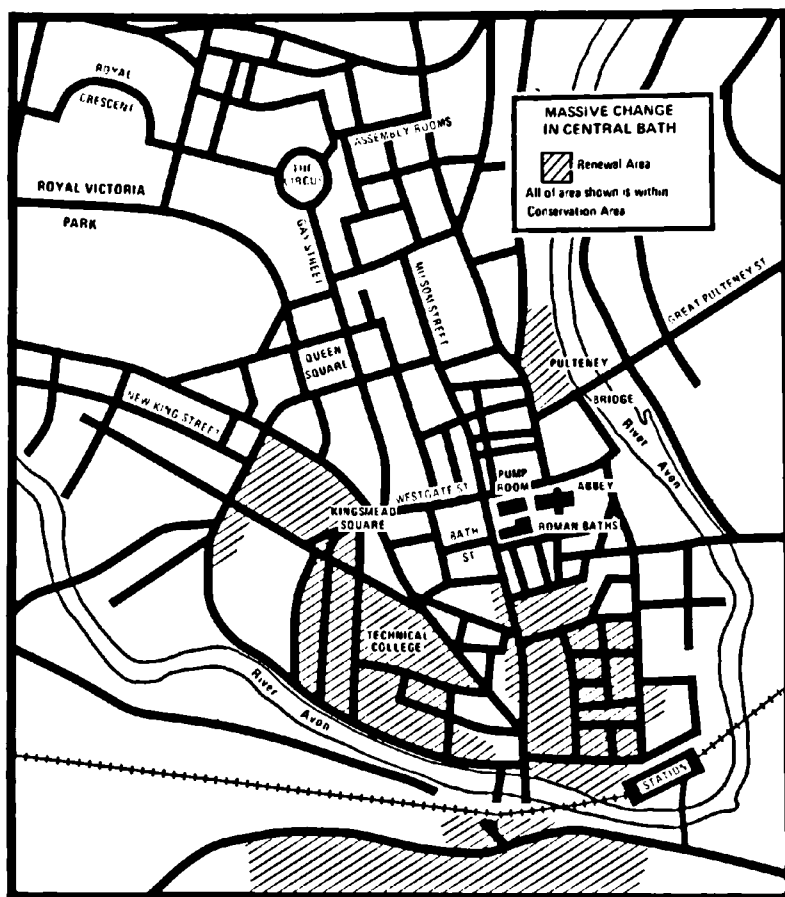 ROYAL
CRESCENT
ASSEMBLY ROOMS
MASSIVE CHANGE
IN CENTRAL BATH
Renewal Area
All of area shown is within
Conservation Area
THE
CIRCUS
ROYAL VICTORIA
PARK
GAY STREET
MILSOM STREET
GREAT PULTENEY ST
QUEEN
SQUARE
PULTENEY
BRIDGE
NEW KING STREET
River Avon
WESTGATE ST
PUMP
ROOM
ABBEY
KINGSMEAD
SQUARE
BATH
ST
ROMAN BATHS
TECHNICAL
COLLEGE
River Avon
STATION